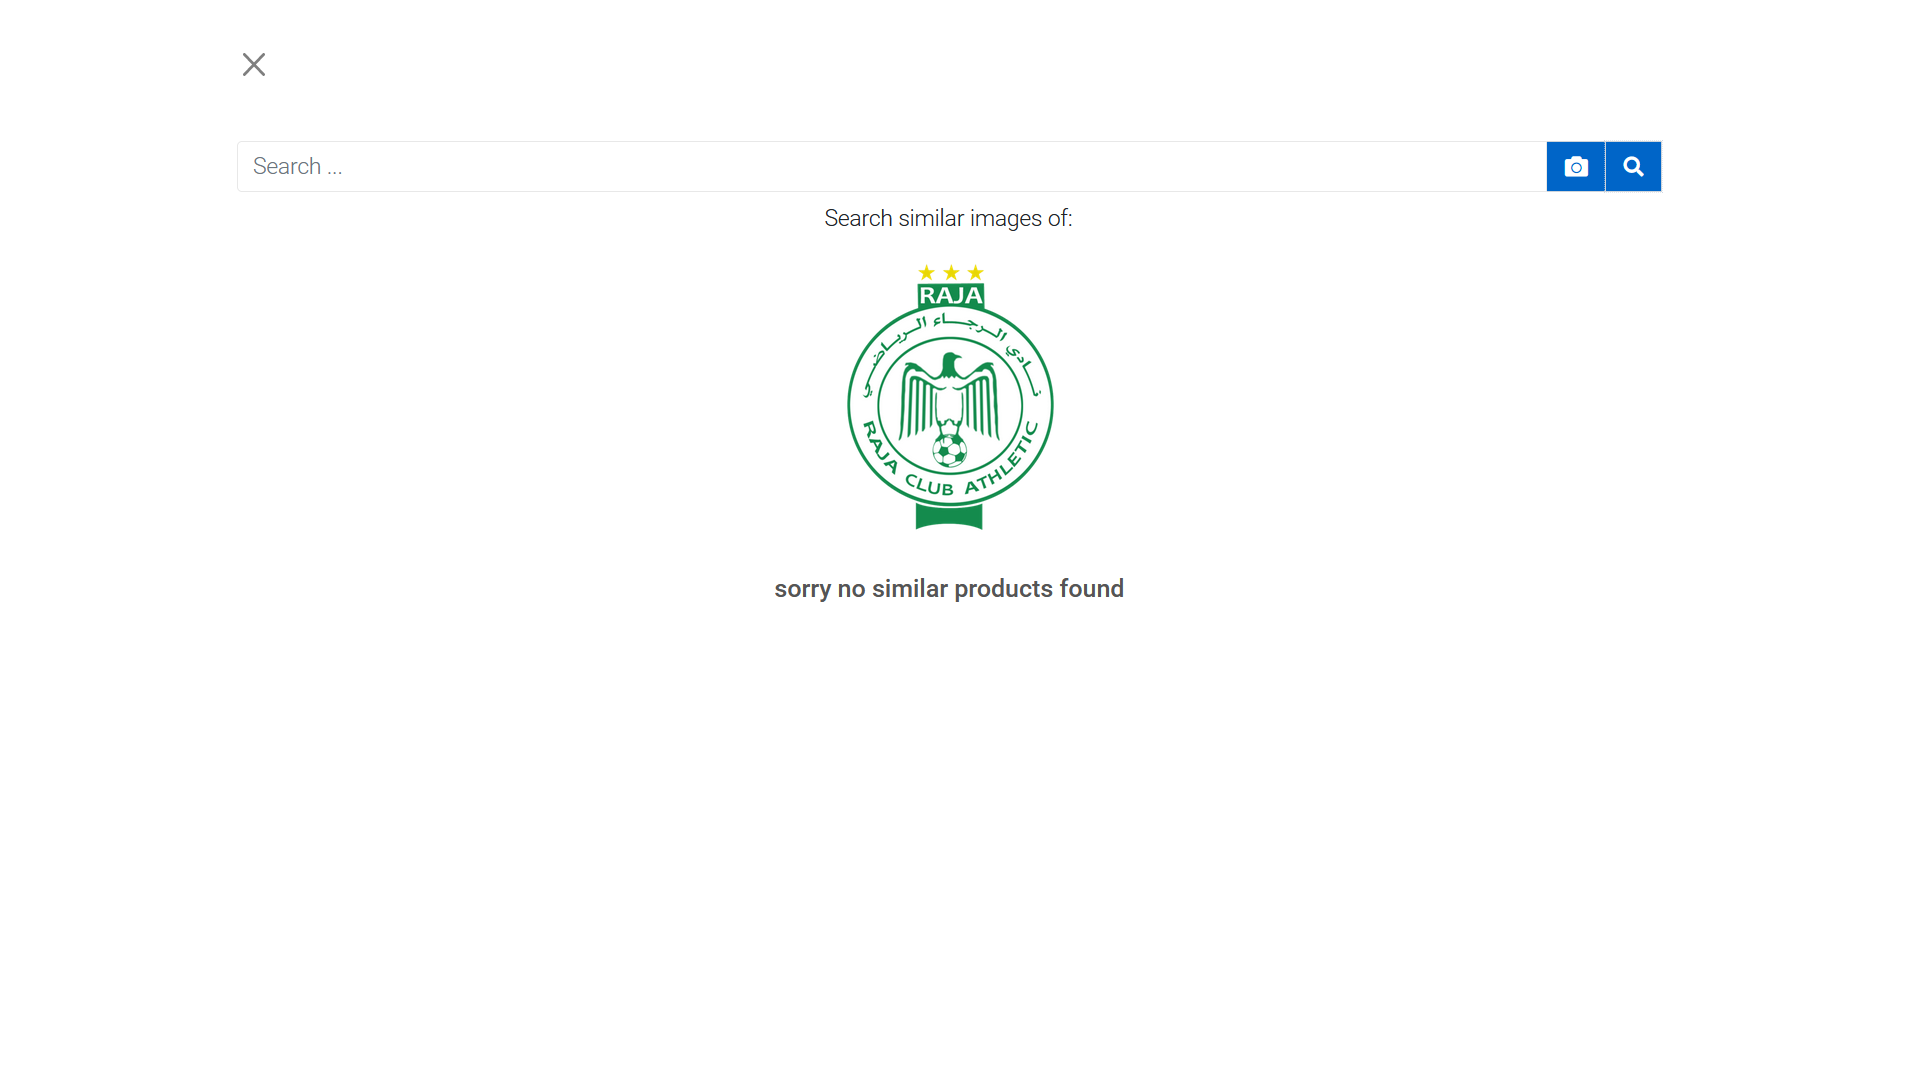 Search ...
Search similar images of:
RAJA
نادي الرجاء الرياضي
RAJA CLUB ATHLETIC
sorry no similar products found